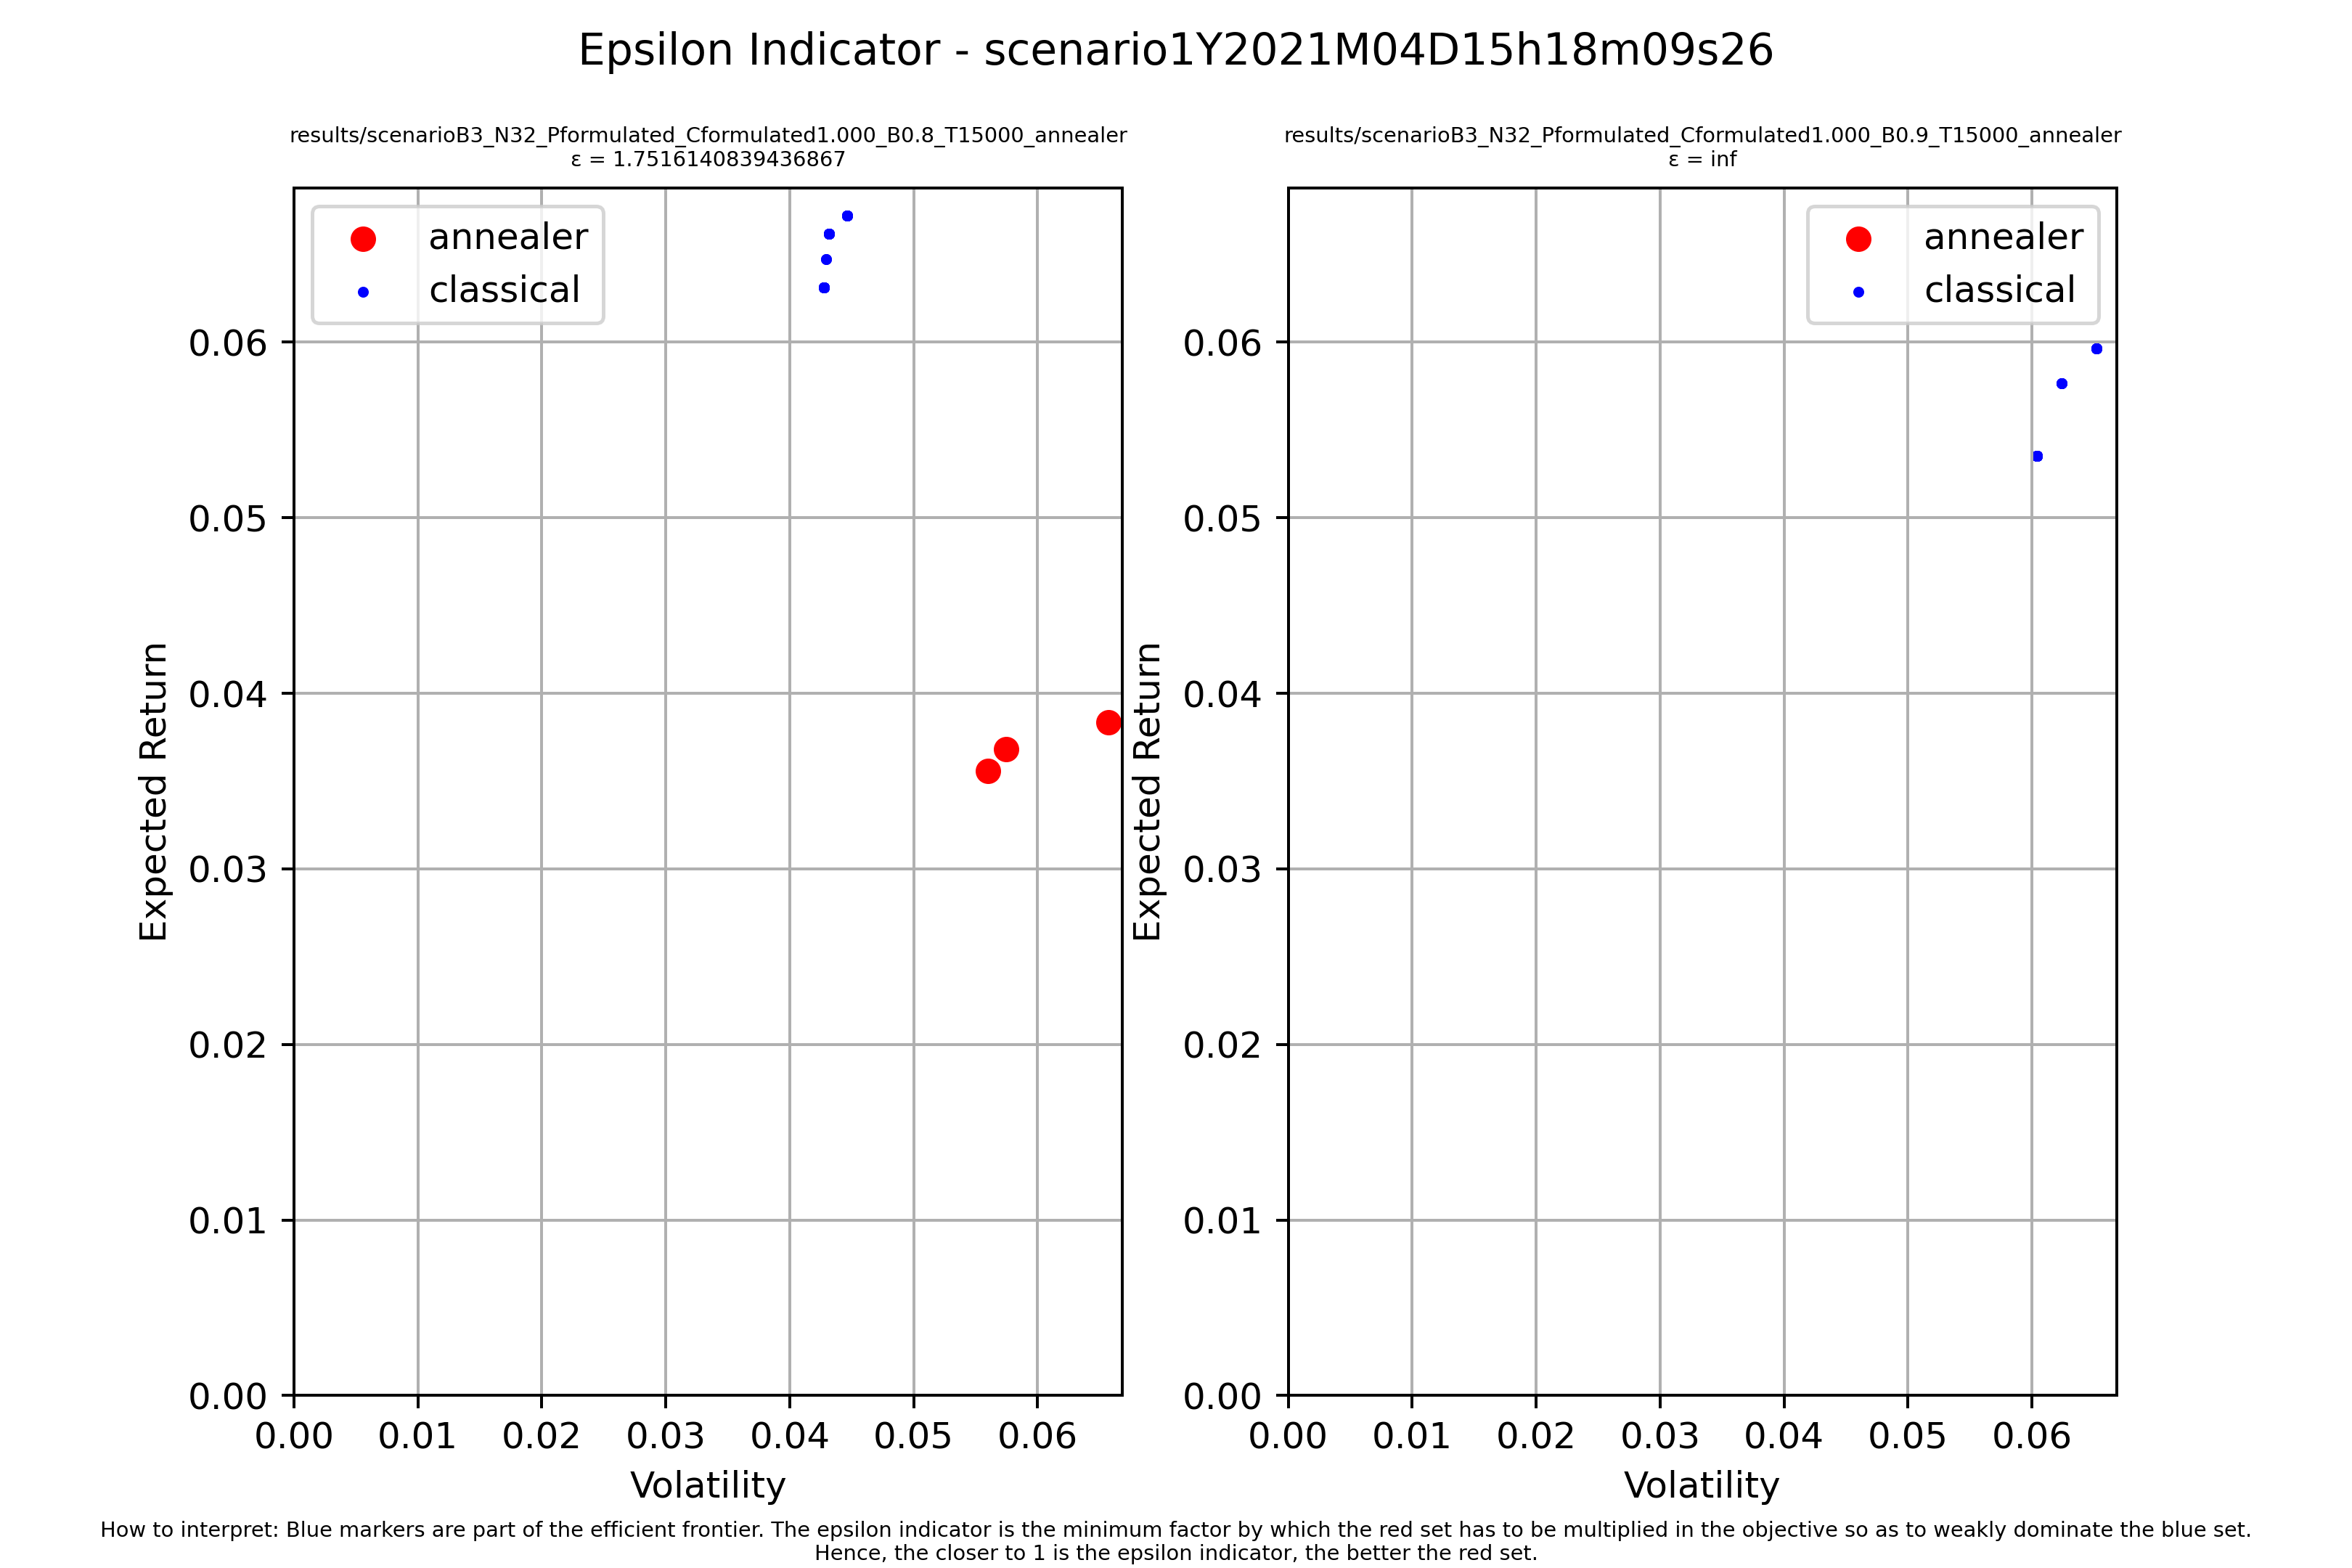 Epsilon Indicator - scenario1Y2021M04D15h18m09s26
results/scenarioB3_N32_Pformulated_Cformulated1.000_B0.8_T15000_annealer
ε = 1.7516140839436867
annealer
classical
0.06
0.05
0.04
0.03
0.02
0.01
0.00
Expected Return
0.00 0.01 0.02 0.03 0.04 0.05 0.06
Volatility
results/scenarioB3_N32_Pformulated_Cformulated1.000_B0.9_T15000_annealer
ε = inf
annealer
classical
0.06
0.05
0.04
0.03
0.02
0.01
0.00
Expected Return
0.00 0.01 0.02 0.03 0.04 0.05 0.06
Volatility
How to interpret: Blue markers are part of the efficient frontier. The epsilon indicator is the minimum factor by which the red set has to be multiplied in the objective so as to weakly dominate the blue set.
Hence, the closer to 1 is the epsilon indicator, the better the red set.